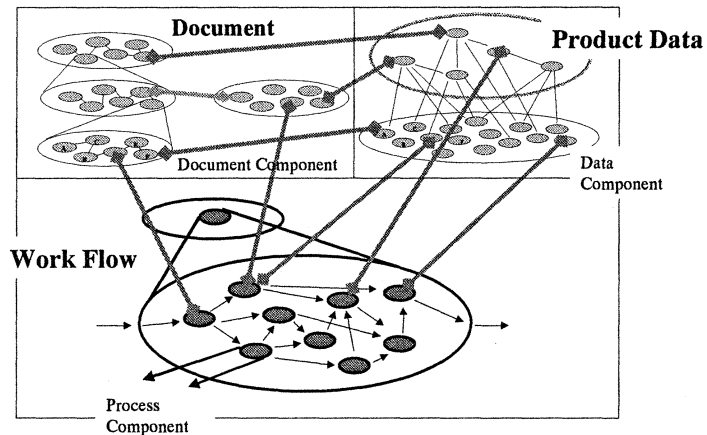 Document
Product Data
Document Component
Data
Component
Work Flow
Process
Component